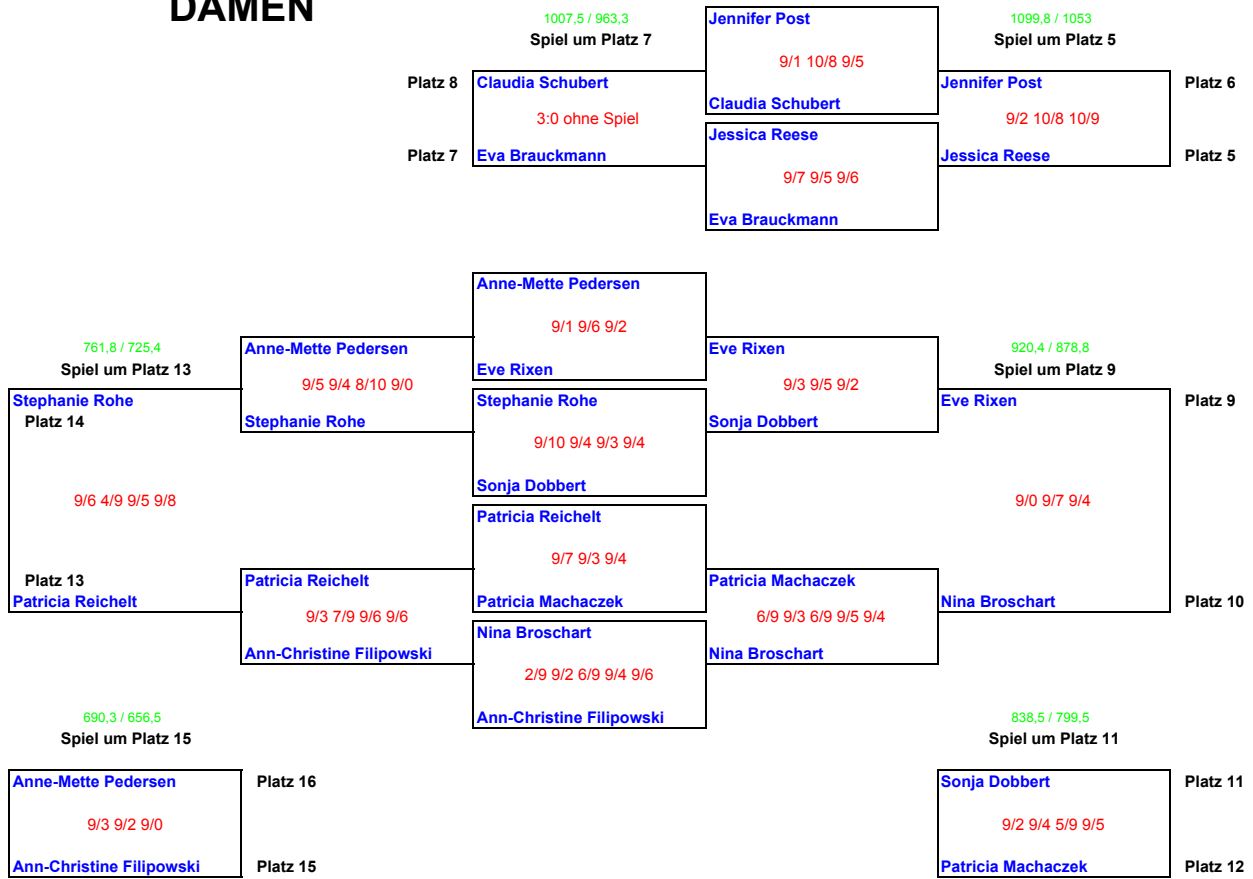 DAMEN
1007,5 / 963,3
Spiel um Platz 7
Jennifer Post
1099,8 / 1053
Spiel um Platz 5
9/1 10/8 9/5
Platz 8
Claudia Schubert
Jennifer Post
Platz 6
Claudia Schubert
3:0 ohne Spiel
9/2 10/8 10/9
Jessica Reese
Platz 7
Eva Brauckmann
Jessica Reese
Platz 5
9/7 9/5 9/6
Eva Brauckmann
Anne-Mette Pedersen
9/1 9/6 9/2
761,8 / 725,4
Spiel um Platz 13
Anne-Mette Pedersen
Eve Rixen
920,4 / 878,8
Spiel um Platz 9
Eve Rixen
9/5 9/4 8/10 9/0
9/3 9/5 9/2
Stephanie Rohe
Platz 14
Stephanie Rohe
Stephanie Rohe
Sonja Dobbert
Eve Rixen
Platz 9
9/10 9/4 9/3 9/4
Sonja Dobbert
9/6 4/9 9/5 9/8
9/0 9/7 9/4
Patricia Reichelt
9/7 9/3 9/4
Platz 13
Patricia Reichelt
Patricia Reichelt
Patricia Machaczek
Patricia Machaczek
Nina Broschart
Platz 10
9/3 7/9 9/6 9/6
6/9 9/3 6/9 9/5 9/4
Nina Broschart
Ann-Christine Filipowski
Nina Broschart
2/9 9/2 6/9 9/4 9/6
Ann-Christine Filipowski
690,3 / 656,5
Spiel um Platz 15
838,5 / 799,5
Spiel um Platz 11
Anne-Mette Pedersen
Platz 16
Sonja Dobbert
Platz 11
9/3 9/2 9/0
9/2 9/4 5/9 9/5
Ann-Christine Filipowski
Platz 15
Patricia Machaczek
Platz 12